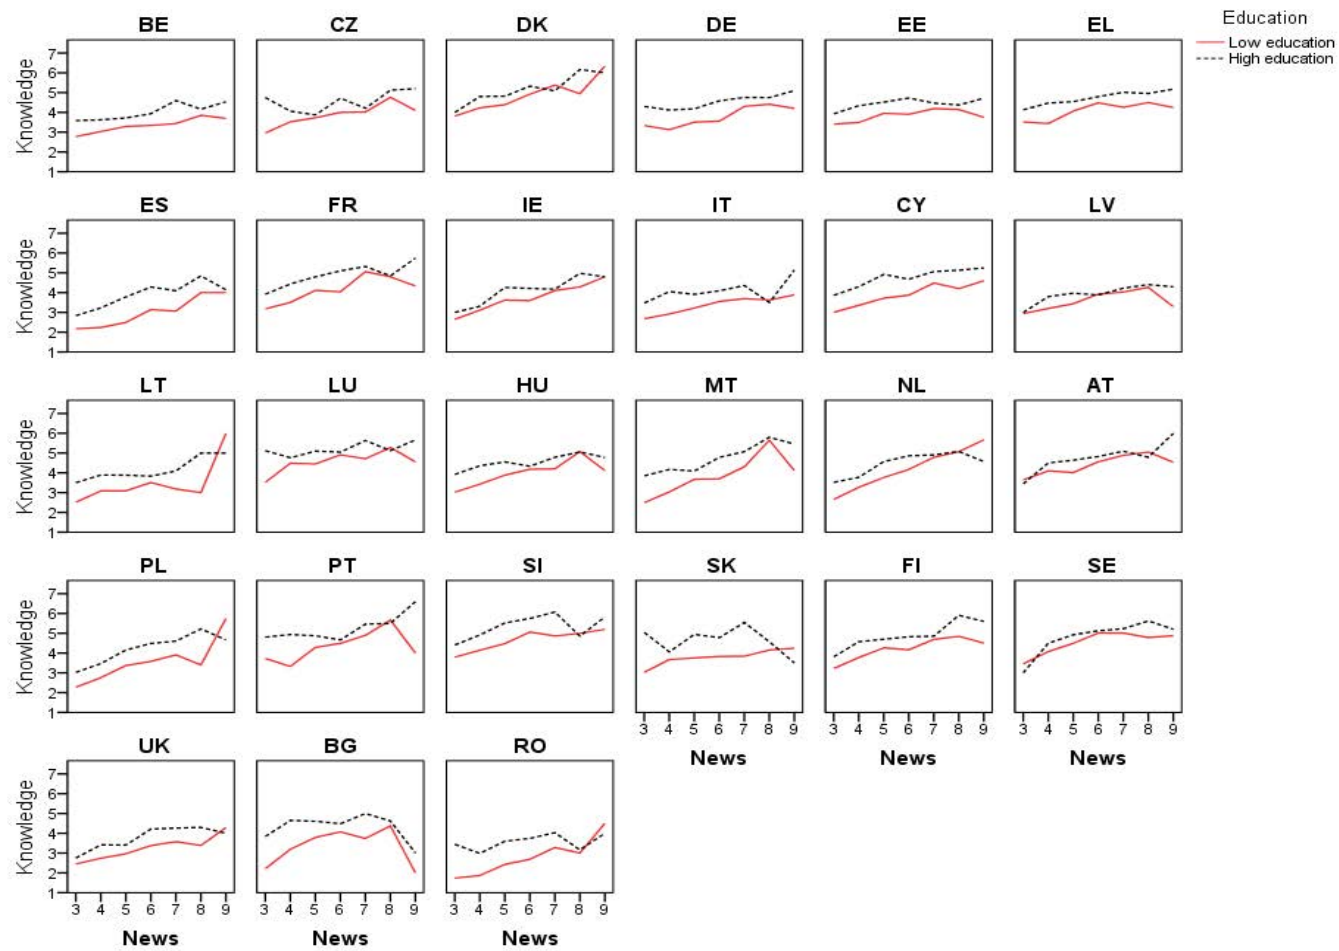 Education
Low education
High education
BE CZ DK DE EE EL
Knowledge
7
6
5
4
3
2
1
ES FR IE IT CY LV
Knowledge
7
6
5
4
3
2
1
LT LU HU MT NL AT
Knowledge
7
6
5
4
3
2
1
PL PT SI SK FI SE
Knowledge
7
6
5
4
3
2
1
3 4 5 6 7 8 9 3 4 5 6 7 8 9 3 4 5 6 7 8 9
News News News
UK BG RO
Knowledge
7
6
5
4
3
2
1
3 4 5 6 7 8 9 3 4 5 6 7 8 9 3 4 5 6 7 8 9
News News News